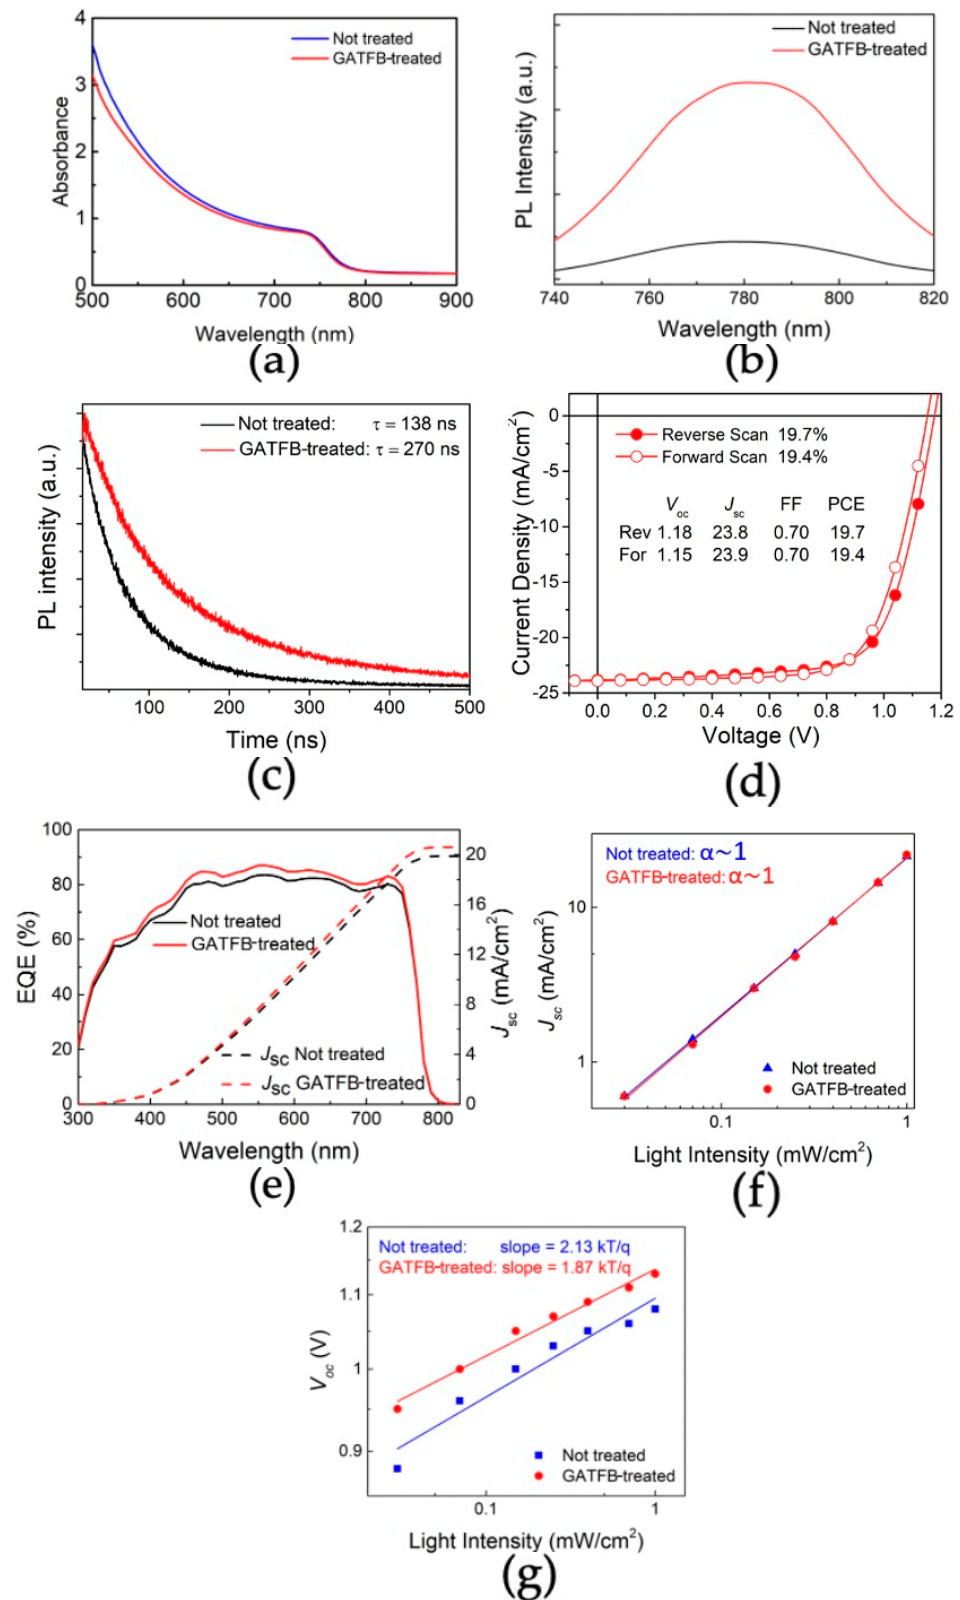 4
3
2
1
0
Absorbance
Not treated
GATFB-treated
500 600 700 800 900
Wavelength (nm)
(a)
PL Intensity (a.u.)
Not treated
GATFB-treated
740 760 780 800 820
Wavelength (nm)
(b)
PL intensity (a.u.)
Not treated: τ = 138 ns
GATFB-treated: τ = 270 ns
100 200 300 400 500
Time (ns)
(c)
Current Density (mA/cm²)
0
-5
-10
-15
-20
-25
Reverse Scan 19.7%
Forward Scan 19.4%
Voc Jsc FF PCE
Rev 1.18 23.8 0.70 19.7
For 1.15 23.9 0.70 19.4
0.0 0.2 0.4 0.6 0.8 1.0 1.2
Voltage (V)
(d)
EQE (%)
100
80
60
40
20
0
Not treated
GATFB-treated
Jsc Not treated
Jsc GATFB-treated
20
16
12
8
4
0
Jsc (mA/cm²)
300 400 500 600 700 800
Wavelength (nm)
(e)
Jsc (mA/cm²)
10
1
Not treated: α~1
GATFB-treated: α~1
Not treated
GATFB-treated
0.1 1
Light Intensity (mW/cm²)
(f)
Voc (V)
1.2
1.1
1
0.9
Not treated: slope = 2.13 kT/q
GATFB-treated: slope = 1.87 kT/q
Not treated
GATFB-treated
0.1 1
Light Intensity (mW/cm²)
(g)